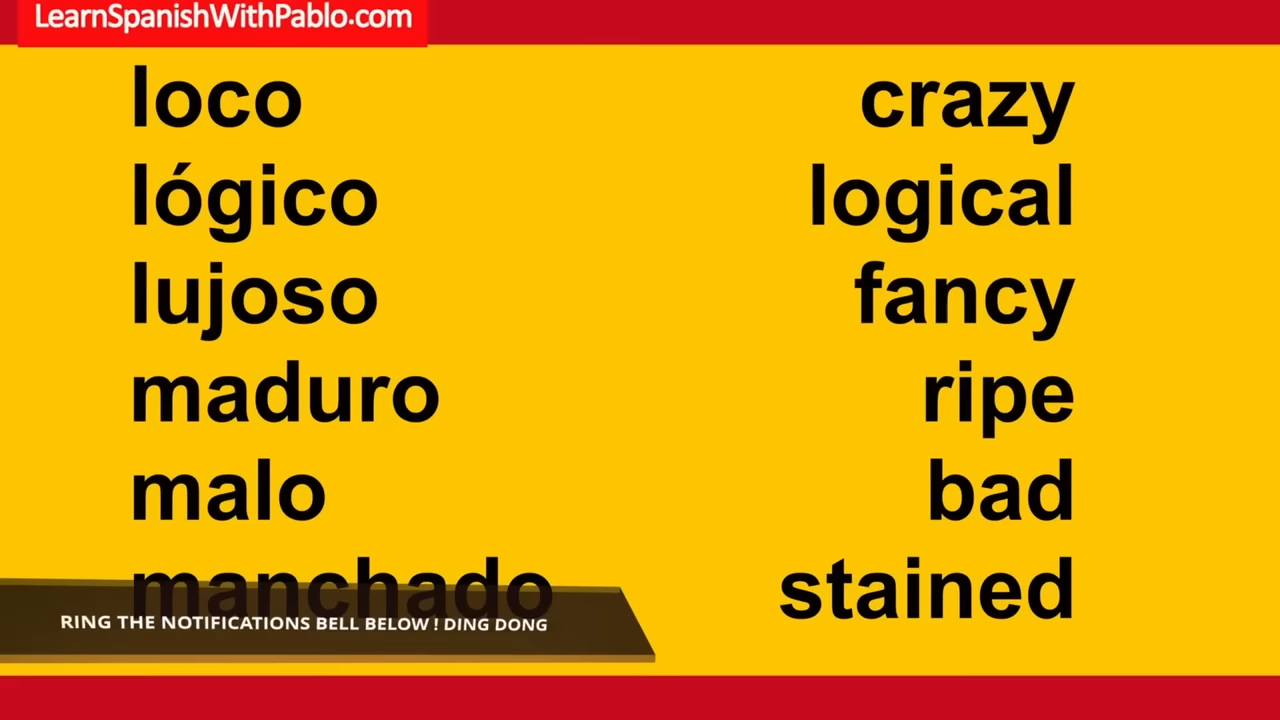 LearnSpanishWithPablo.com
loco crazy
lógico logical
lujoso fancy
maduro ripe
malo bad
manchado stained
RING THE NOTIFICATIONS BELL BELOW ! DING DONG